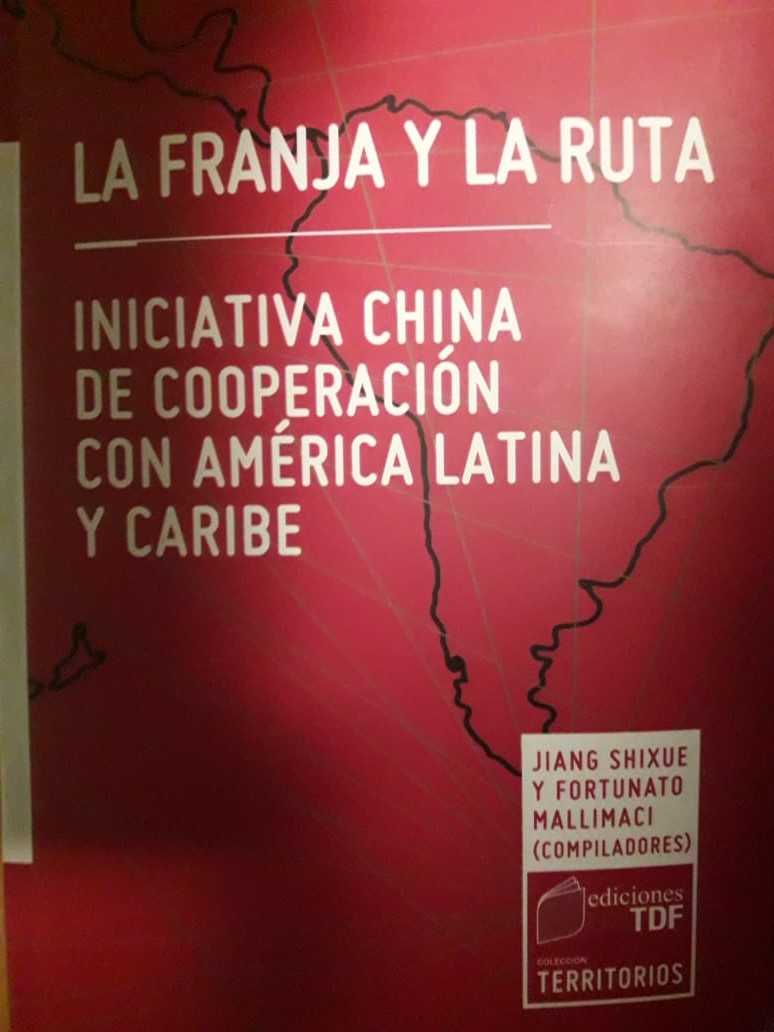 LA FRANJA Y LA RUTA
INICIATIVA CHINA
DE COOPERACIÓN
CON AMÉRICA LATINA
Y CARIBE
JIANG SHIXUE
Y FORTUNATO
MALLIMACI
(COMPILADORES)
ediciones
TDF
COLECCIÓN
TERRITORIOS